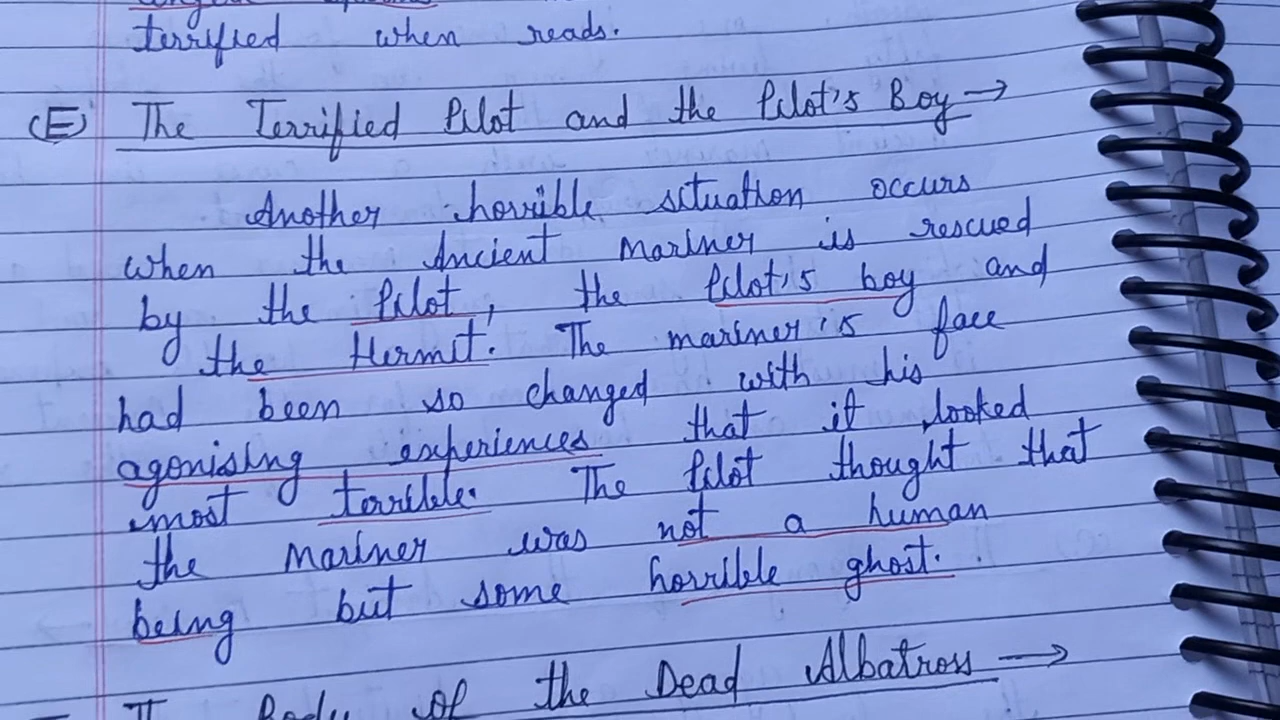 terrified when reads.
(E) The Terrified Pilot and the Pilot's Boy →
Another horrible situation occurs
when the Ancient Mariner is rescued
by the Pilot, the Pilot's boy and
the Hermit. The mariner's face
had been so changed with his
agonising experiences that it looked
most terrible. The Pilot thought that
the Mariner was not a human
being but some horrible ghost.
Body of the Dead Albatross →